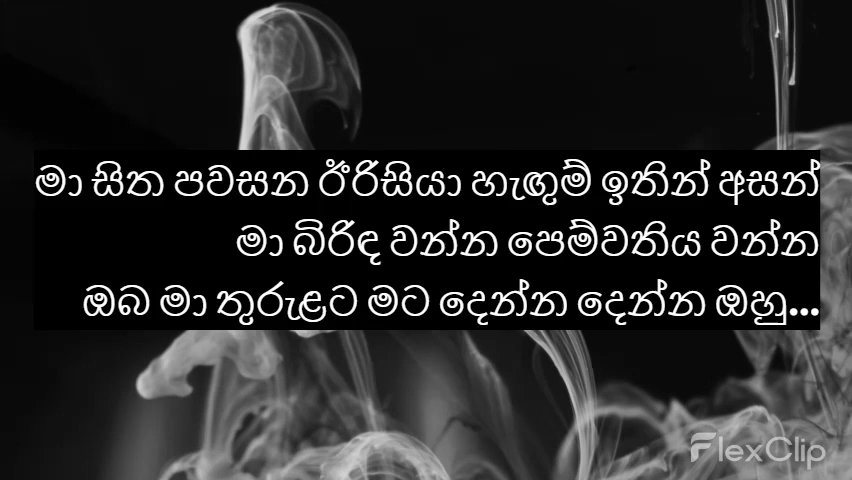 මා සිත පවසන ඊරිසියා හැඟුම් ඉතින් අසන්
මා බිරිඳ වන්න පෙම්වතිය වන්න
ඔබ මා තුරුළට මට දෙන්න දෙන්න ඔහු...
FlexClip